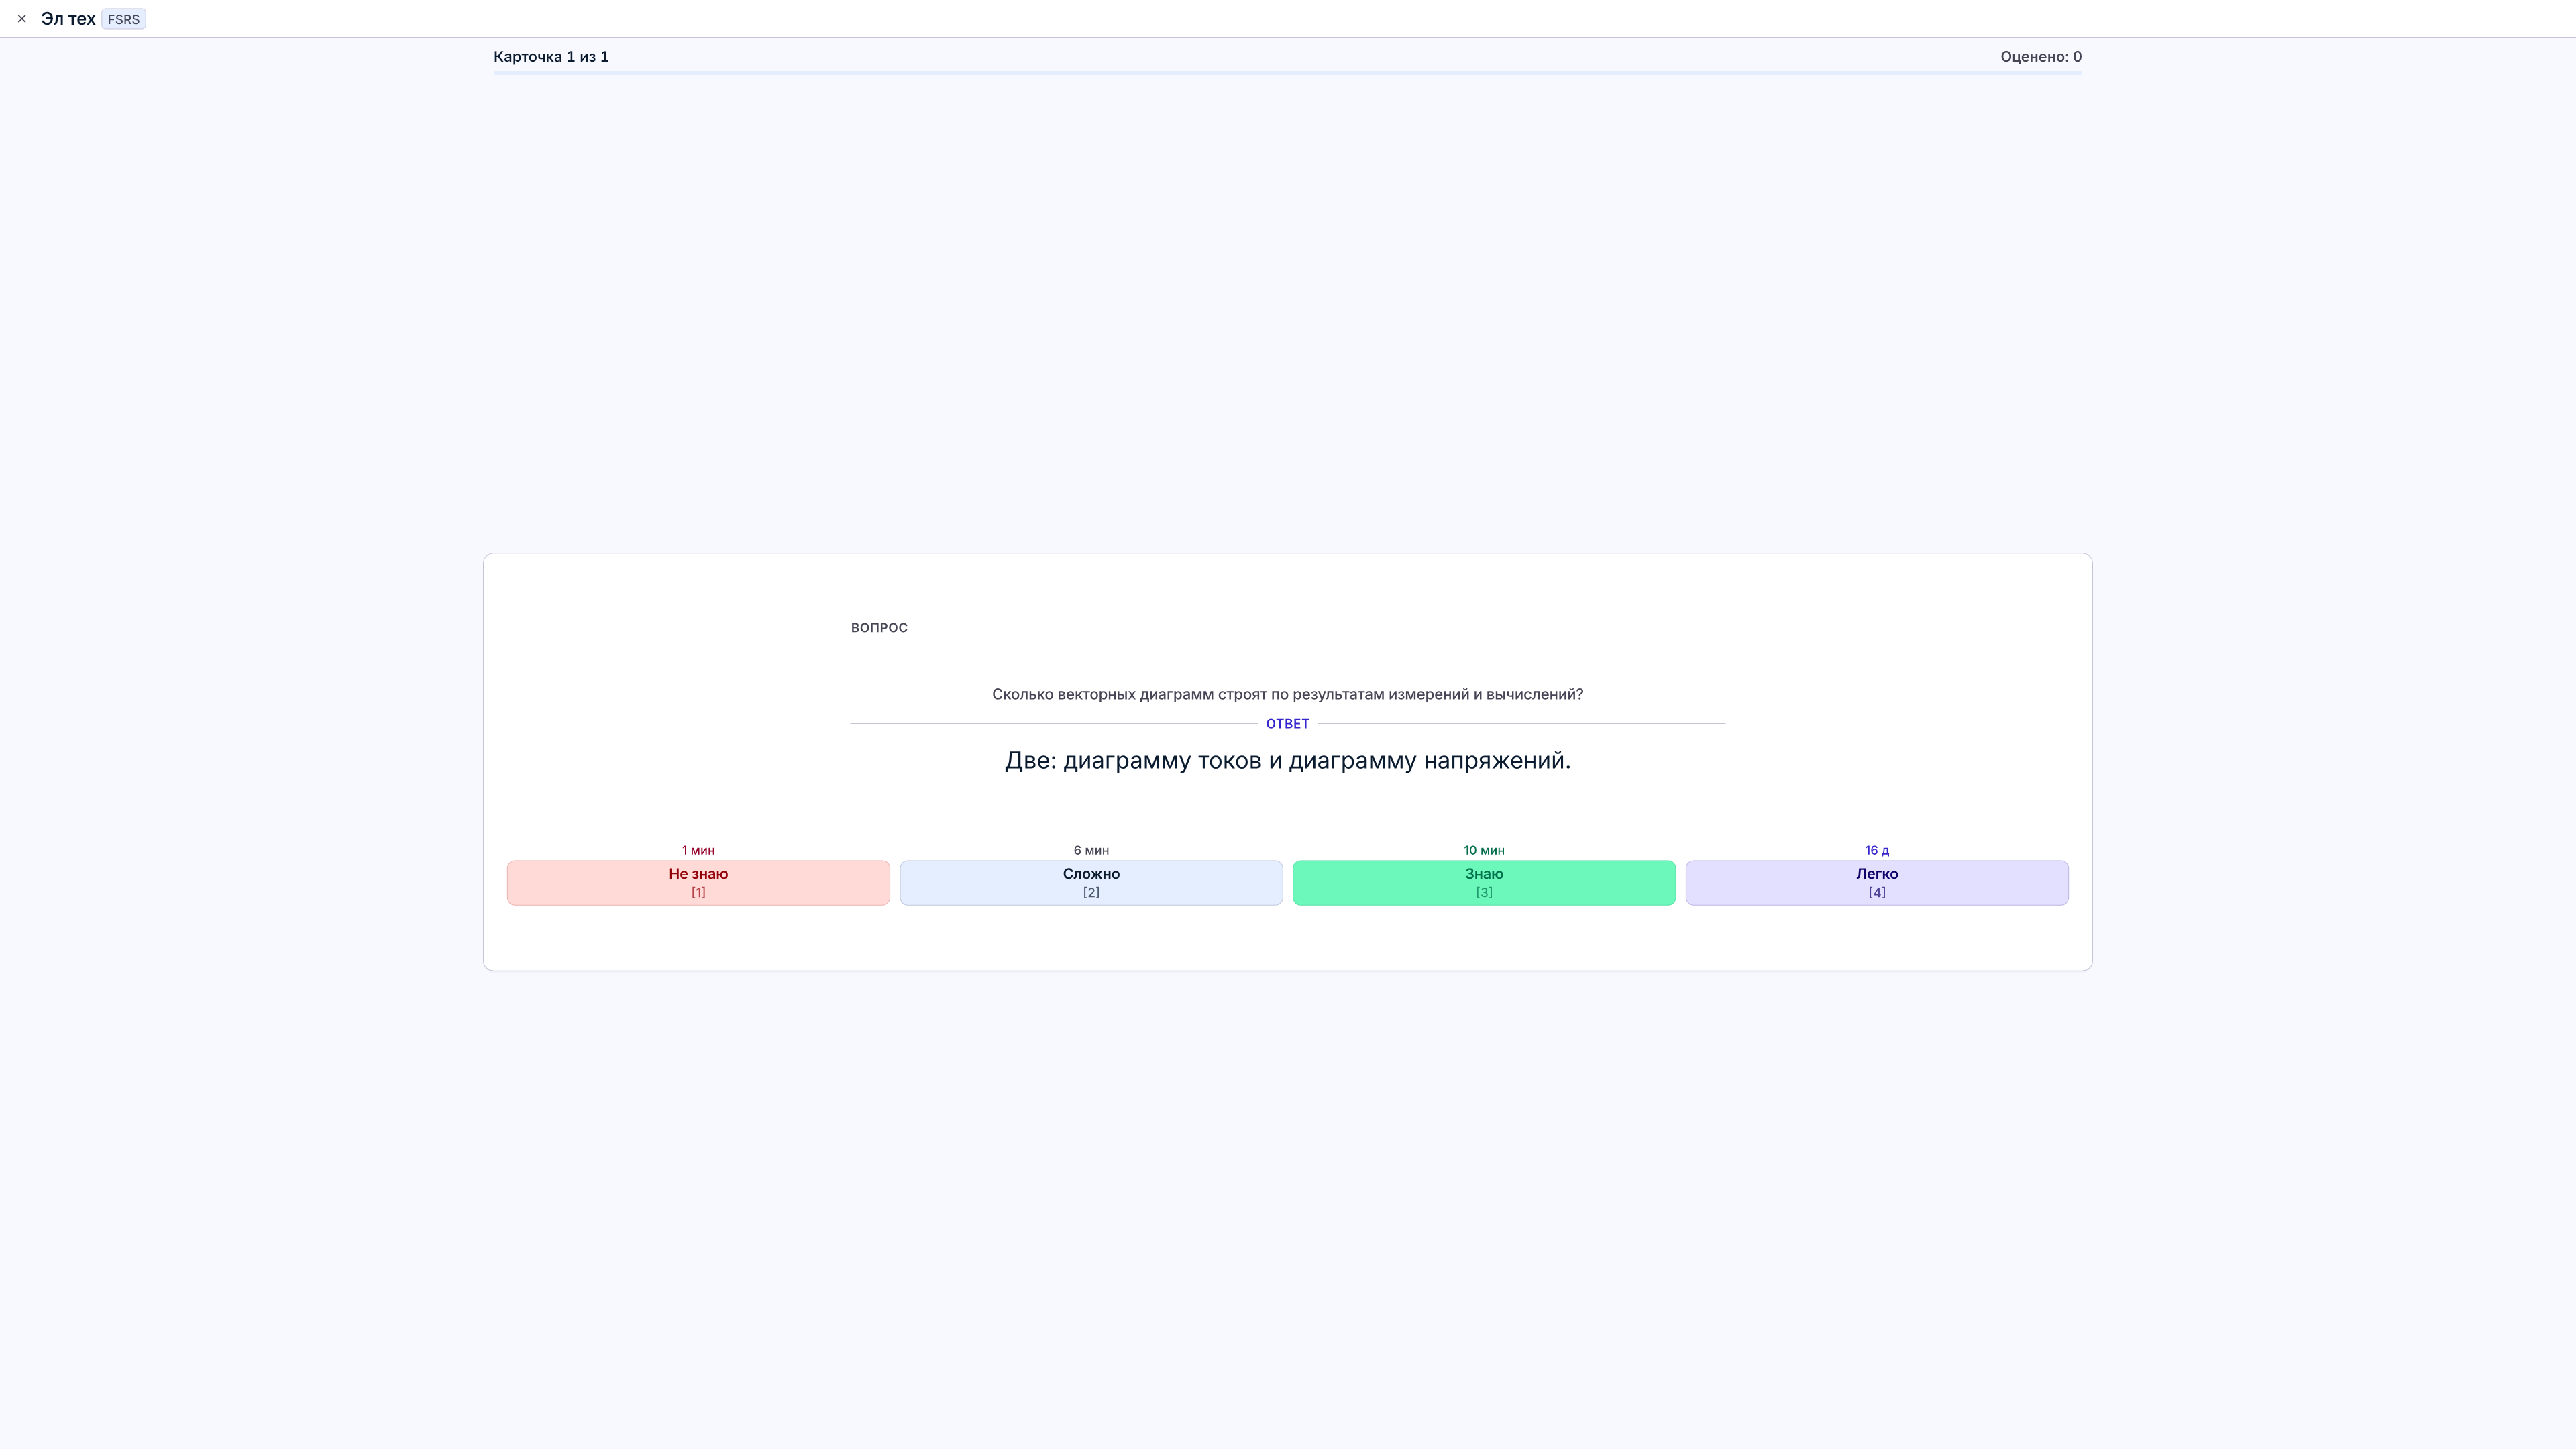 Эл тех FSRS
Карточка 1 из 1
Оценено: 0
ВОПРОС
Сколько векторных диаграмм строят по результатам измерений и вычислений?
ОТВЕТ
Две: диаграмму токов и диаграмму напряжений.
1 мин
Не знаю
[1]
6 мин
Сложно
[2]
10 мин
Знаю
[3]
16 д
Легко
[4]